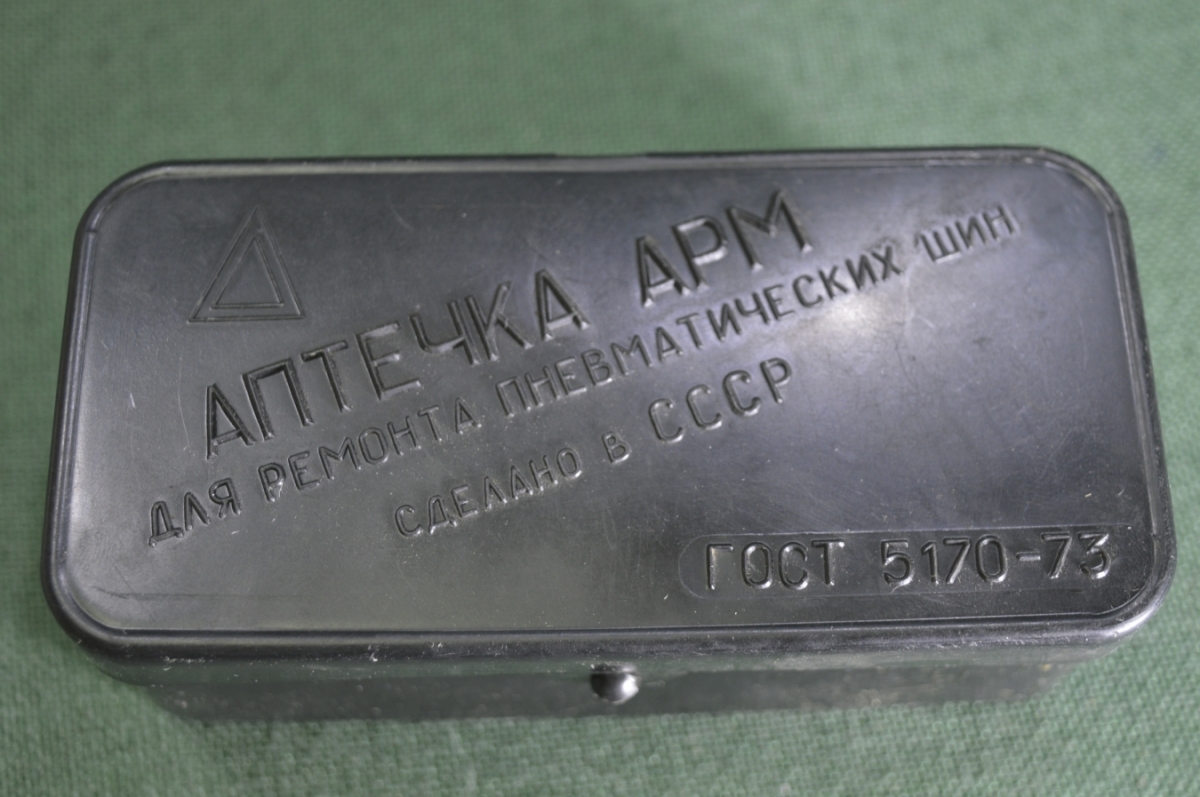 АПТЕЧКА АРМ
ДЛЯ РЕМОНТА ПНЕВМАТИЧЕСКИХ ШИН
СДЕЛАНО В СССР
ГОСТ 5170-73